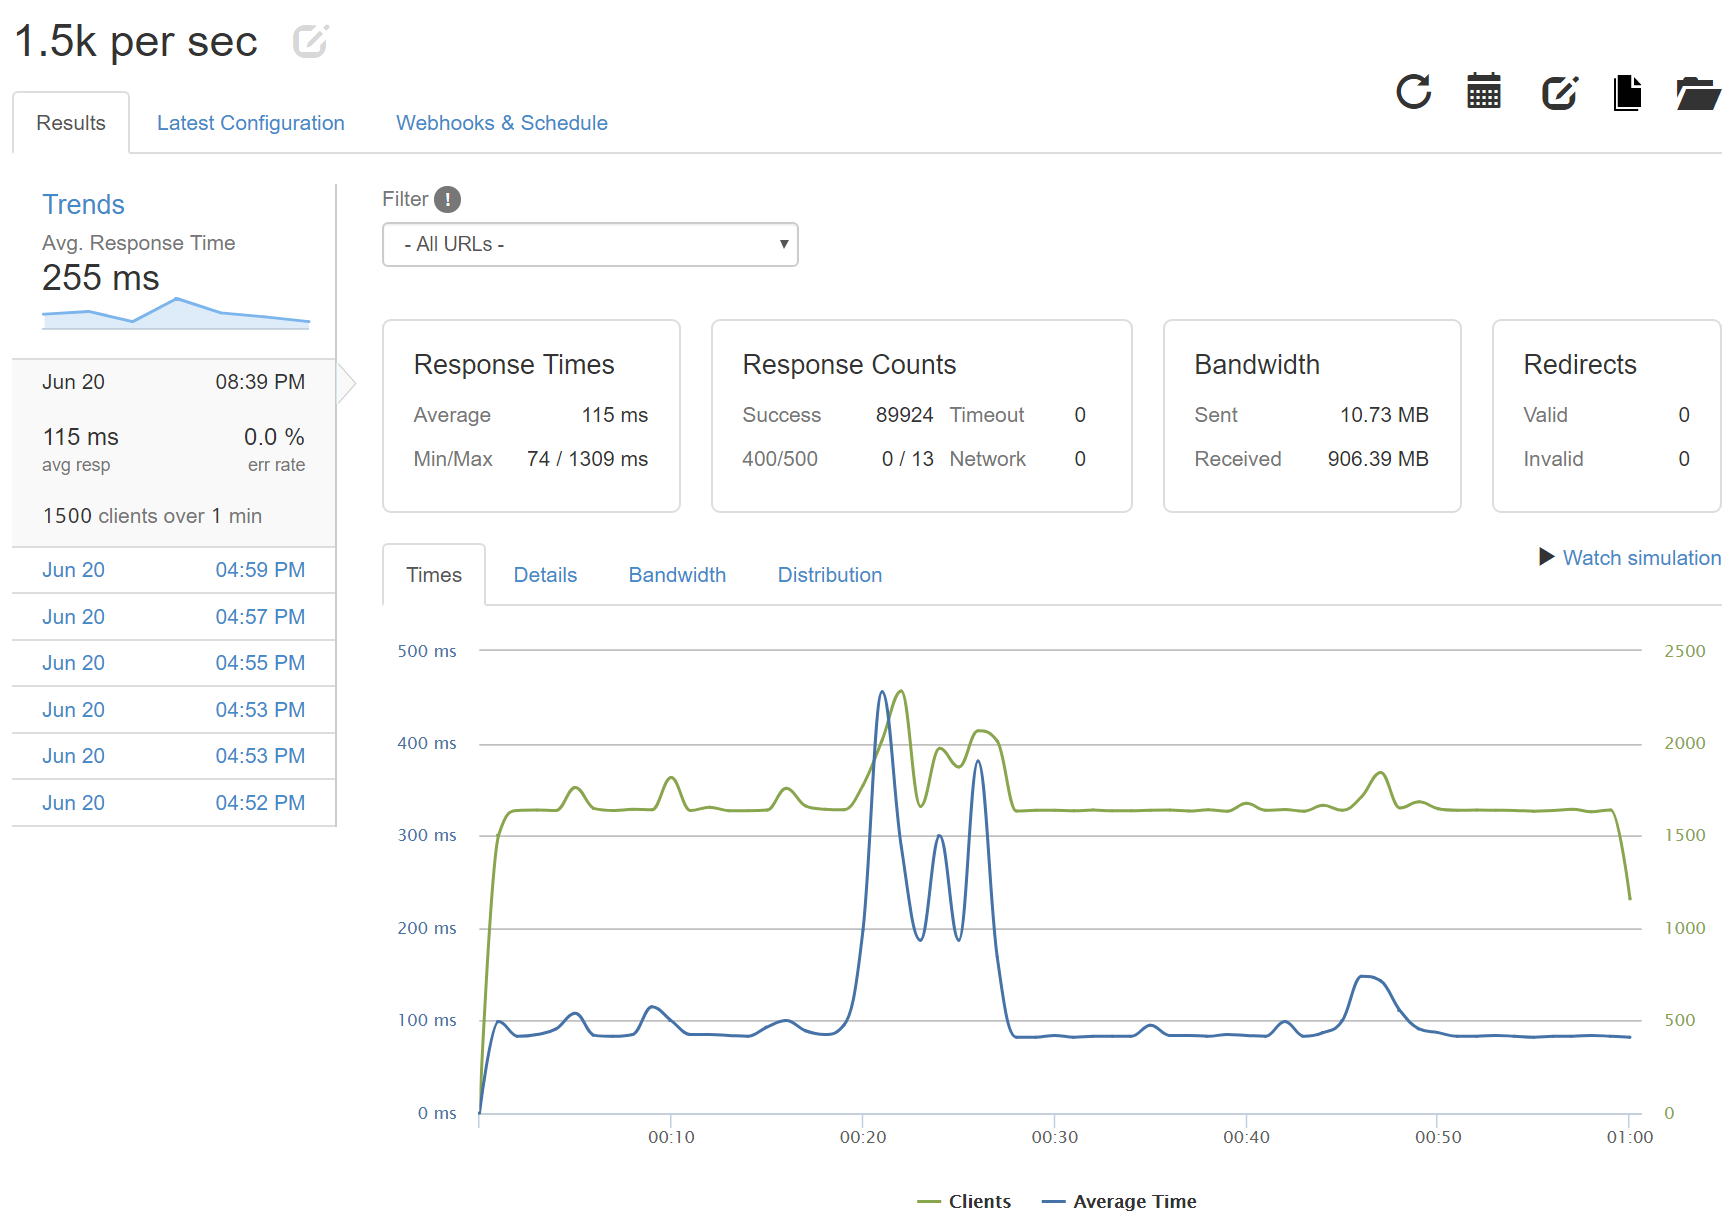 1.5k per sec
Results
Latest Configuration
Webhooks & Schedule
Trends
Avg. Response Time
255 ms
Jun 20 08:39 PM
115 ms 0.0 %
avg resp err rate
1500 clients over 1 min
Jun 20 04:59 PM
Jun 20 04:57 PM
Jun 20 04:55 PM
Jun 20 04:53 PM
Jun 20 04:53 PM
Jun 20 04:52 PM
Filter !
- All URLs -
Response Times
Average 115 ms
Min/Max 74 / 1309 ms
Response Counts
Success 89924 Timeout 0
400/500 0 / 13 Network 0
Bandwidth
Sent 10.73 MB
Received 906.39 MB
Redirects
Valid 0
Invalid 0
Times
Details
Bandwidth
Distribution
Watch simulation
500 ms 2500
400 ms 2000
300 ms 1500
200 ms 1000
100 ms 500
0 ms 0
00:10 00:20 00:30 00:40 00:50 01:00
Clients Average Time